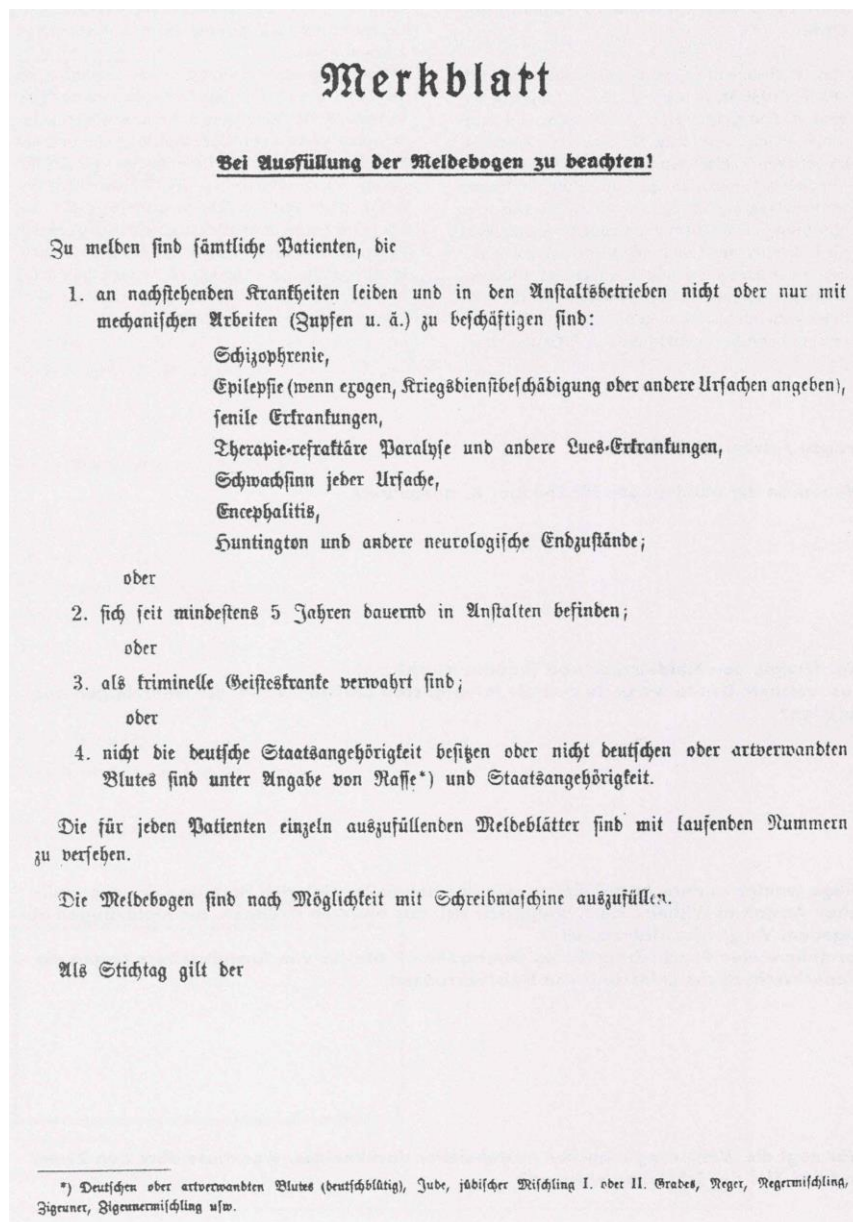 Merkblatt
Bei Ausfüllung der Meldebogen zu beachten!
Zu melden sind sämtliche Patienten, die
1. an nachstehenden Krankheiten leiden und in den Anstaltsbetrieben nicht oder nur mit
mechanischen Arbeiten (Zupfen u. ä.) zu beschäftigen sind:
Schizophrenie,
Epilepsie (wenn exogen, Kriegsdienstbeschädigung oder andere Ursachen angeben),
senile Erkrankungen,
Therapie-refraktäre Paralyse und andere Lues-Erkrankungen,
Schwachsinn jeder Ursache,
Encephalitis,
Huntington und andere neurologische Endzustände;
oder
2. sich seit mindestens 5 Jahren dauernd in Anstalten befinden;
oder
3. als kriminelle Geisteskranke verwahrt sind;
oder
4. nicht die deutsche Staatsangehörigkeit besitzen oder nicht deutschen oder artverwandten
Blutes sind unter Angabe von Rasse*) und Staatsangehörigkeit.
Die für jeden Patienten einzeln auszufüllenden Meldeblätter sind mit laufenden Nummern
zu versehen.
Die Meldebogen sind nach Möglichkeit mit Schreibmaschine auszufüllen.
Als Stichtag gilt der
*) Deutschen oder artverwandten Blutes (deutschblütig), Jude, jüdischer Mischling I. oder II. Grades, Neger, Negermischling,
Zigeuner, Zigeunermischling usw.